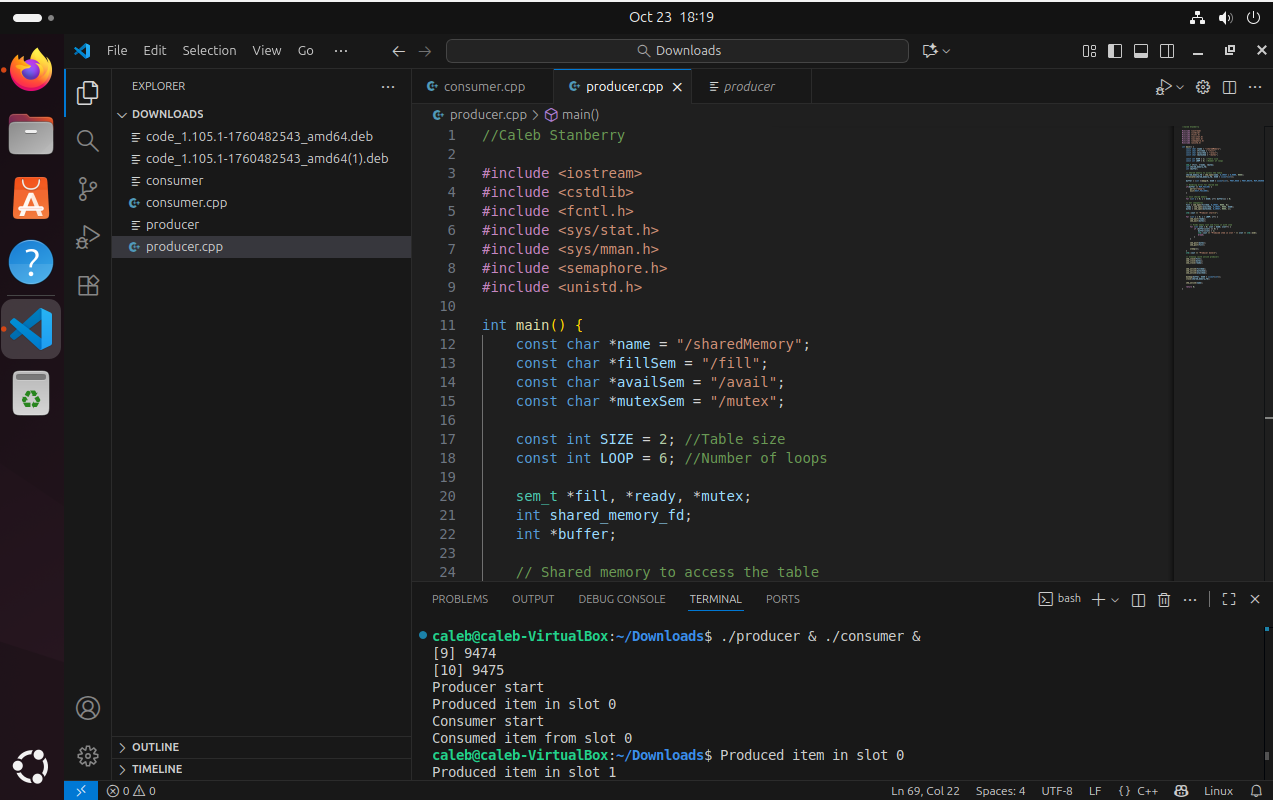 Oct 23 18:19
File Edit Selection View Go ··· Downloads
EXPLORER ···
DOWNLOADS
code_1.105.1-1760482543_amd64.deb
code_1.105.1-1760482543_amd64(1).deb
consumer
consumer.cpp
producer
producer.cpp
OUTLINE
TIMELINE
consumer.cpp producer.cpp producer
producer.cpp > main()
1 //Caleb Stanberry
2
3 #include <iostream>
4 #include <cstdlib>
5 #include <fcntl.h>
6 #include <sys/stat.h>
7 #include <sys/mman.h>
8 #include <semaphore.h>
9 #include <unistd.h>
10
11 int main() {
12 const char *name = "/sharedMemory";
13 const char *fillSem = "/fill";
14 const char *availSem = "/avail";
15 const char *mutexSem = "/mutex";
16
17 const int SIZE = 2; //Table size
18 const int LOOP = 6; //Number of loops
19
20 sem_t *fill, *ready, *mutex;
21 int shared_memory_fd;
22 int *buffer;
23
24 // Shared memory to access the table
PROBLEMS OUTPUT DEBUG CONSOLE TERMINAL PORTS bash
caleb@caleb-VirtualBox:~/Downloads$ ./producer & ./consumer &
[9] 9474
[10] 9475
Producer start
Produced item in slot 0
Consumer start
Consumed item from slot 0
caleb@caleb-VirtualBox:~/Downloads$ Produced item in slot 0
Produced item in slot 1
0 0 Ln 69, Col 22 Spaces: 4 UTF-8 LF {} C++ Linux